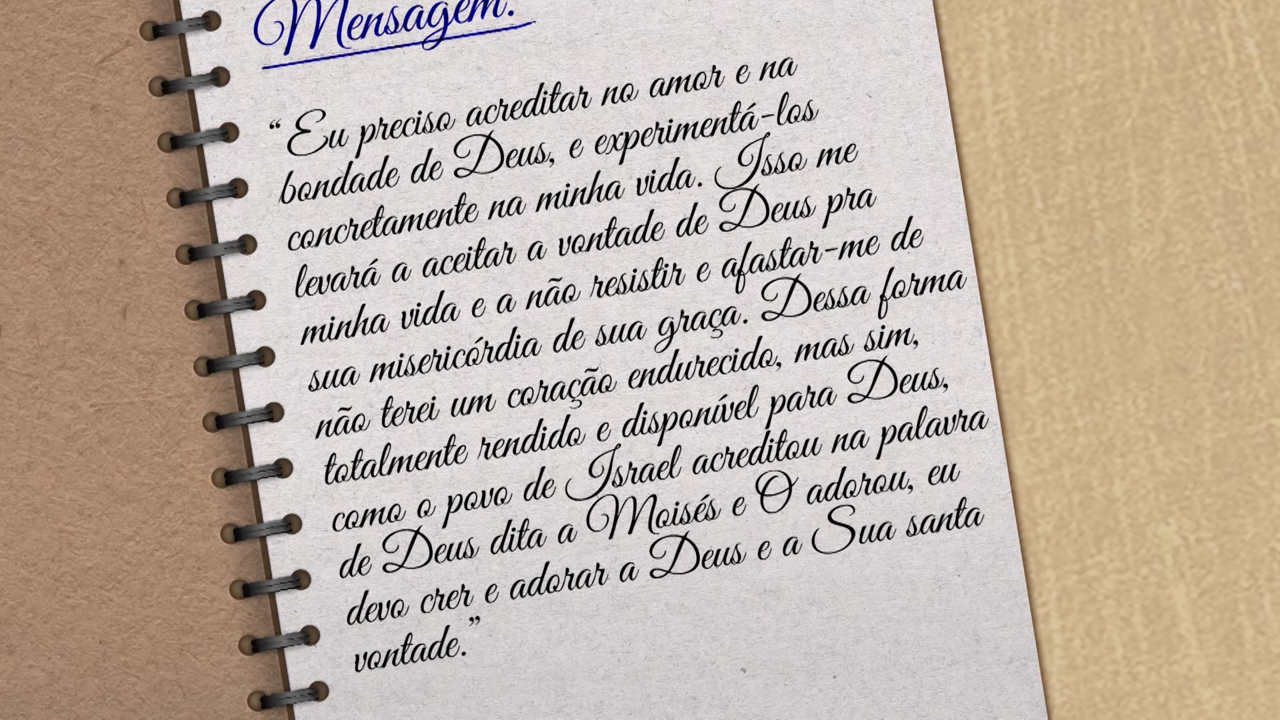 Mensagem:
“ Eu preciso acreditar no amor e na
bondade de Deus, e experimentá-los
concretamente na minha vida. Isso me
levará a aceitar a vontade de Deus pra
minha vida e a não resistir e afastar-me de
sua misericórdia de sua graça. Dessa forma
não terei um coração endurecido, mas sim,
totalmente rendido e disponível para Deus,
como o povo de Israel acreditou na palavra
de Deus dita a Moisés e O adorou, eu
devo crer e adorar a Deus e a Sua santa
vontade.”